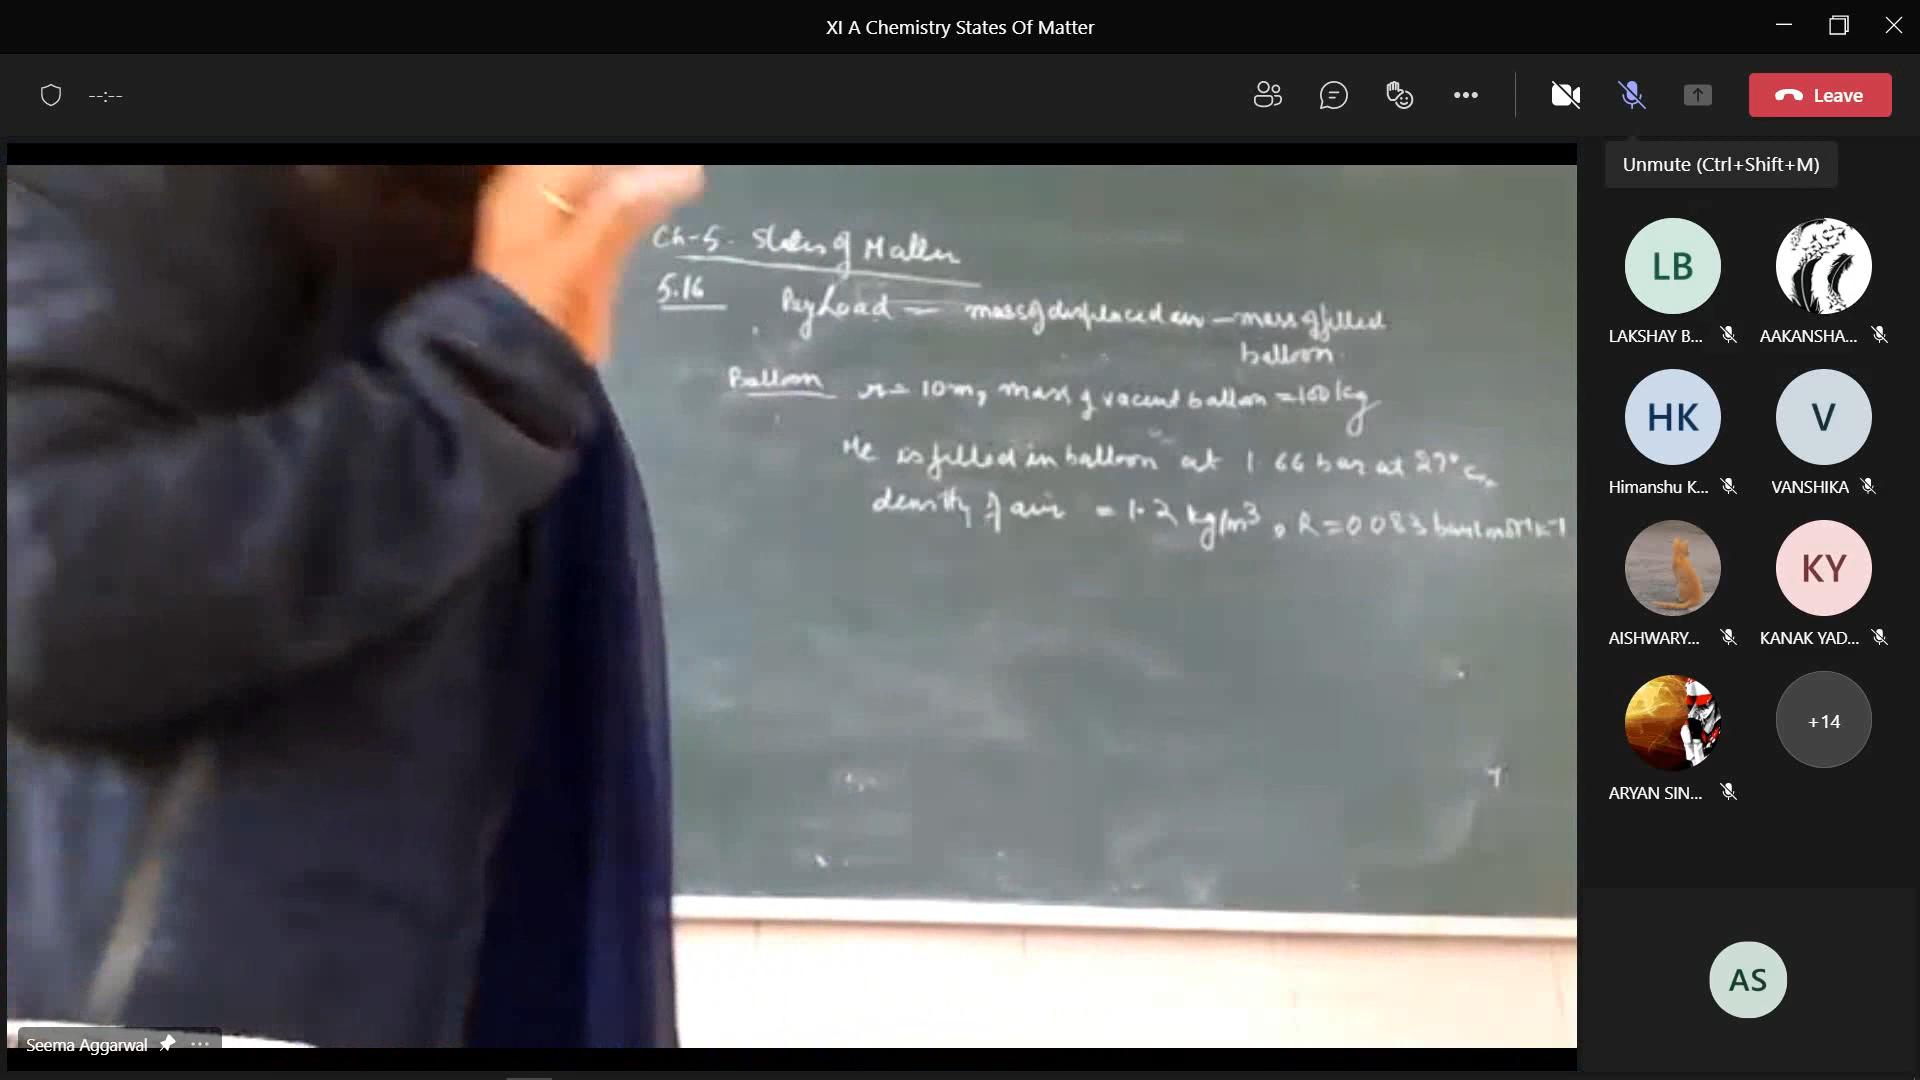 XI A Chemistry States Of Matter
--:--
Leave
Unmute (Ctrl+Shift+M)
Ch-5. States of Matter
5.16 PayLoad = mass of displaced air - mass of filled
balloon.
Balloon r = 10m, mass of vacent balloon = 100 kg
He is filled in balloon at 1.66 bar at 27°C.
density of air = 1.2 kg/m³, R = 0.083 bar L mol⁻¹ K⁻¹
LB
LAKSHAY B...
AAKANSHA...
HK
Himanshu K...
V
VANSHIKA
AISHWARY...
KY
KANAK YAD...
ARYAN SIN...
+14
AS
Seema Aggarwal